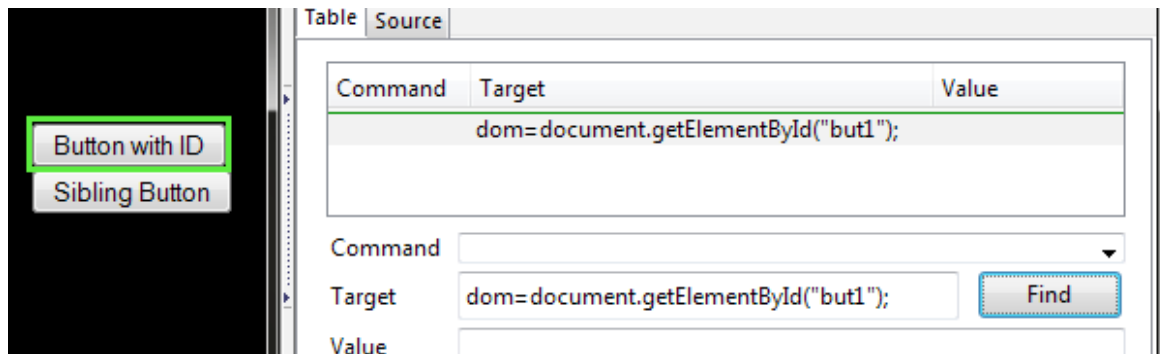 Table Source
Command Target Value
dom=document.getElementById("but1");
Button with ID
Sibling Button
Command
Target dom=document.getElementById("but1"); Find
Value